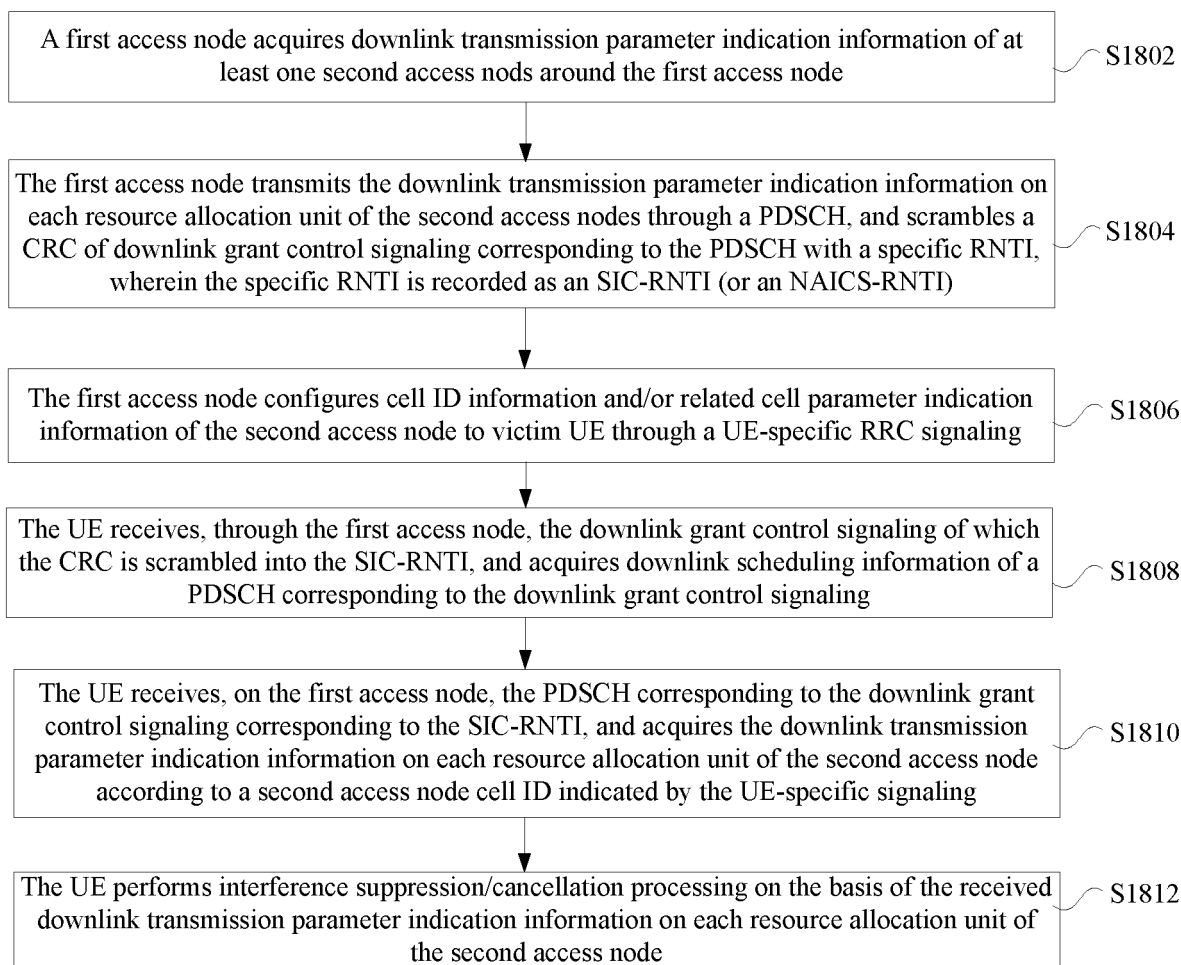 A first access node acquires downlink transmission parameter indication information of at
least one second access nods around the first access node
S1802
The first access node transmits the downlink transmission parameter indication information on
each resource allocation unit of the second access nodes through a PDSCH, and scrambles a
CRC of downlink grant control signaling corresponding to the PDSCH with a specific RNTI,
wherein the specific RNTI is recorded as an SIC-RNTI (or an NAICS-RNTI)
S1804
The first access node configures cell ID information and/or related cell parameter indication
information of the second access node to victim UE through a UE-specific RRC signaling
S1806
The UE receives, through the first access node, the downlink grant control signaling of which
the CRC is scrambled into the SIC-RNTI, and acquires downlink scheduling information of a
PDSCH corresponding to the downlink grant control signaling
S1808
The UE receives, on the first access node, the PDSCH corresponding to the downlink grant
control signaling corresponding to the SIC-RNTI, and acquires the downlink transmission
parameter indication information on each resource allocation unit of the second access node
according to a second access node cell ID indicated by the UE-specific signaling
S1810
The UE performs interference suppression/cancellation processing on the basis of the received
downlink transmission parameter indication information on each resource allocation unit of
the second access node
S1812